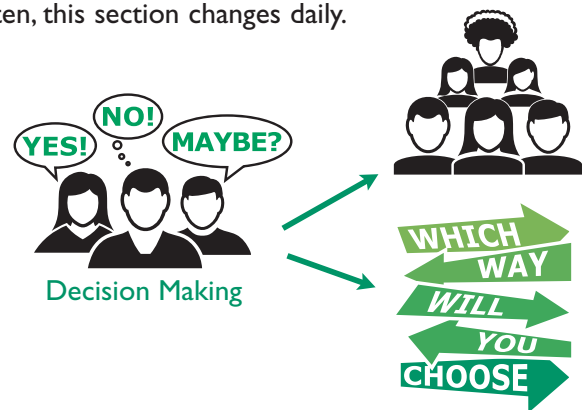 ten, this section changes daily.
NO!
YES!
MAYBE?
Decision Making
WHICH
WAY
WILL
YOU
CHOOSE